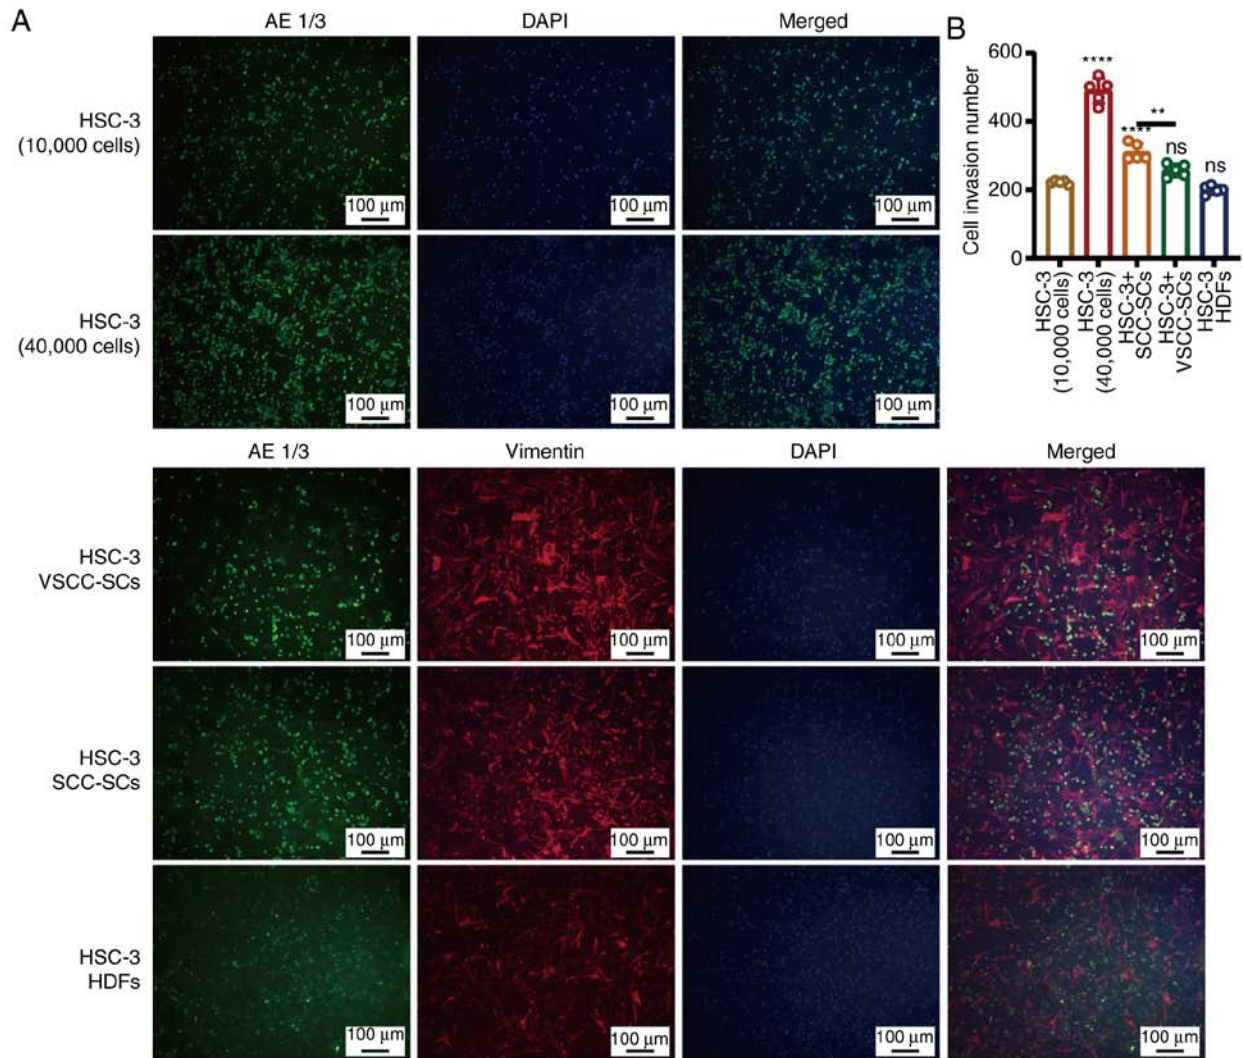 A
AE 1/3 DAPI Merged
HSC-3
(10,000 cells)
100 µm 100 µm 100 µm
HSC-3
(40,000 cells)
100 µm 100 µm 100 µm
AE 1/3 Vimentin DAPI Merged
HSC-3
VSCC-SCs
100 µm 100 µm 100 µm 100 µm
HSC-3
SCC-SCs
100 µm 100 µm 100 µm 100 µm
HSC-3
HDFs
100 µm 100 µm 100 µm 100 µm
B
Cell invasion number
600
400
200
0
****
****
**
ns
ns
HSC-3
(10,000 cells)
HSC-3
(40,000 cells)
HSC-3+
SCC-SCs
HSC-3+
VSCC-SCs
HSC-3
HDFs